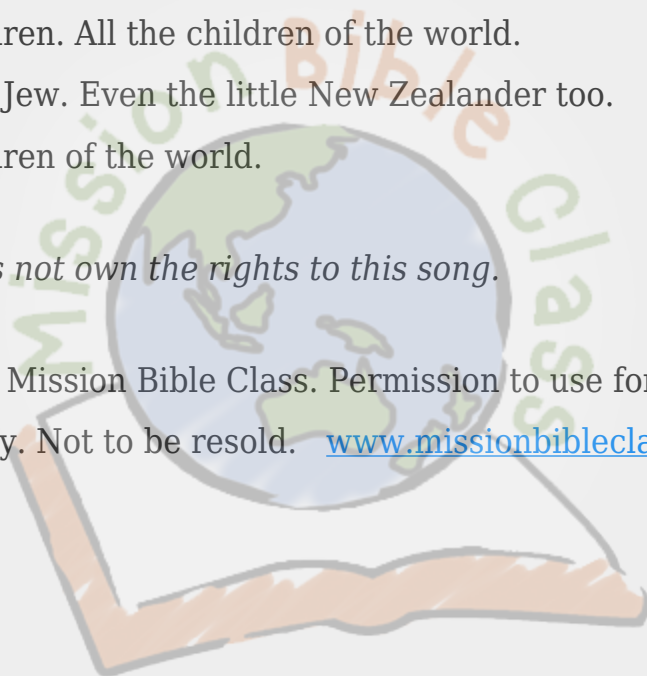 ren. All the children of the world.
Jew. Even the little New Zealander too.
ren of the world.
s not own the rights to this song.
Mission Bible Class. Permission to use for
y. Not to be resold. www.missionbiblecla
Mission Bible Class